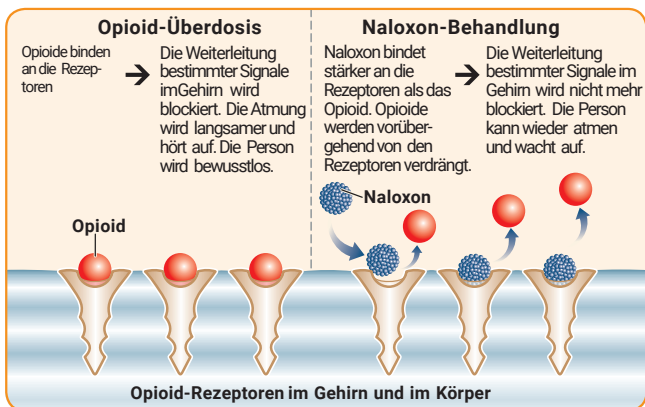 Opioid-Überdosis
Opioide binden
an die Rezep-
toren
Die Weiterleitung
bestimmter Signale
imGehirn wird
blockiert. Die Atmung
wird langsamer und
hört auf. Die Person
wird bewusstlos.
Naloxon-Behandlung
Naloxon bindet
stärker an die
Rezeptoren als das
Opioid. Opioide
werden vorüber-
gehend von den
Rezeptoren verdrängt.
Die Weiterleitung
bestimmter Signale im
Gehirn wird nicht mehr
blockiert. Die Person
kann wieder atmen
und wacht auf.
Opioid
Naloxon
Opioid-Rezeptoren im Gehirn und im Körper